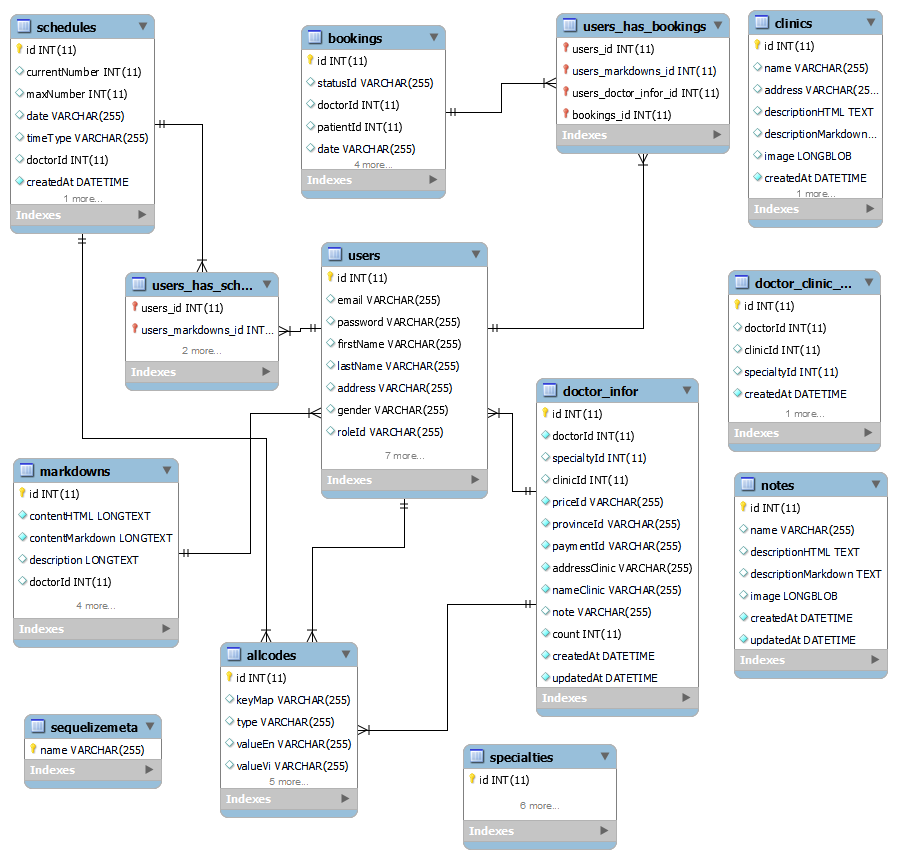 schedules
id INT(11)
currentNumber INT(11)
maxNumber INT(11)
date VARCHAR(255)
timeType VARCHAR(255)
doctorId INT(11)
createdAt DATETIME
1 more...
Indexes
bookings
id INT(11)
statusId VARCHAR(255)
doctorId INT(11)
patientId INT(11)
date VARCHAR(255)
4 more...
Indexes
users_has_bookings
users_id INT(11)
users_markdowns_id INT(11)
users_doctor_infor_id INT(11)
bookings_id INT(11)
Indexes
clinics
id INT(11)
name VARCHAR(255)
address VARCHAR(25...
descriptionHTML TEXT
descriptionMarkdown...
image LONGBLOB
createdAt DATETIME
1 more...
Indexes
users_has_sch...
users_id INT(11)
users_markdowns_id INT...
2 more...
Indexes
users
id INT(11)
email VARCHAR(255)
password VARCHAR(255)
firstName VARCHAR(255)
lastName VARCHAR(255)
address VARCHAR(255)
gender VARCHAR(255)
roleId VARCHAR(255)
7 more...
Indexes
doctor_clinic_...
id INT(11)
doctorId INT(11)
clinicId INT(11)
specialtyId INT(11)
createdAt DATETIME
1 more...
Indexes
doctor_infor
id INT(11)
doctorId INT(11)
specialtyId INT(11)
clinicId INT(11)
priceId VARCHAR(255)
provinceId VARCHAR(255)
paymentId VARCHAR(255)
addressClinic VARCHAR(255)
nameClinic VARCHAR(255)
note VARCHAR(255)
count INT(11)
createdAt DATETIME
updatedAt DATETIME
Indexes
markdowns
id INT(11)
contentHTML LONGTEXT
contentMarkdown LONGTEXT
description LONGTEXT
doctorId INT(11)
4 more...
Indexes
notes
id INT(11)
name VARCHAR(255)
descriptionHTML TEXT
descriptionMarkdown TEXT
image LONGBLOB
createdAt DATETIME
updatedAt DATETIME
Indexes
allcodes
id INT(11)
keyMap VARCHAR(255)
type VARCHAR(255)
valueEn VARCHAR(255)
valueVi VARCHAR(255)
5 more...
Indexes
sequelizemeta
name VARCHAR(255)
Indexes
specialties
id INT(11)
6 more...
Indexes